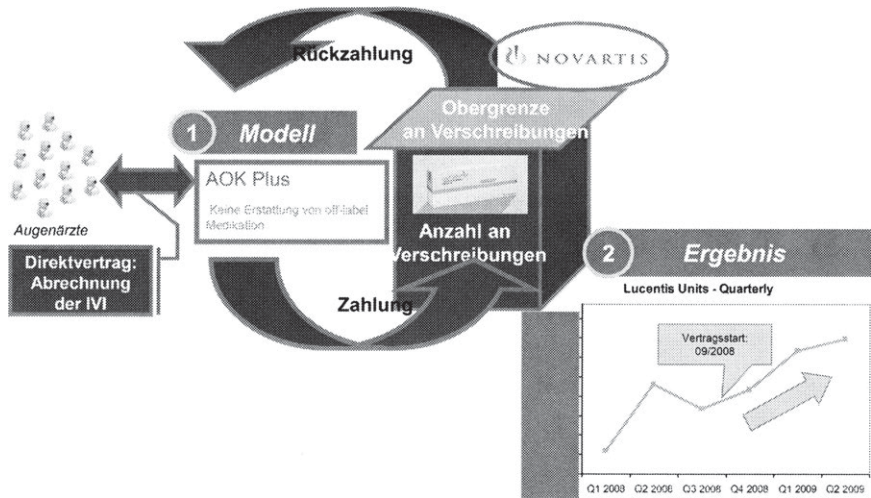 Rückzahlung
NOVARTIS
Obergrenze
an Verschreibungen
1 Modell
AOK Plus
Keine Erstattung von off-label
Medikation
Augenärzte
Anzahl an
Verschreibungen
Direktvertrag:
Abrechnung
der IVI
Zahlung
2 Ergebnis
Lucentis Units - Quarterly
Vertragsstart:
09/2008
Q1 2008 Q2 2008 Q3 2008 Q4 2008 Q1 2009 Q2 2009